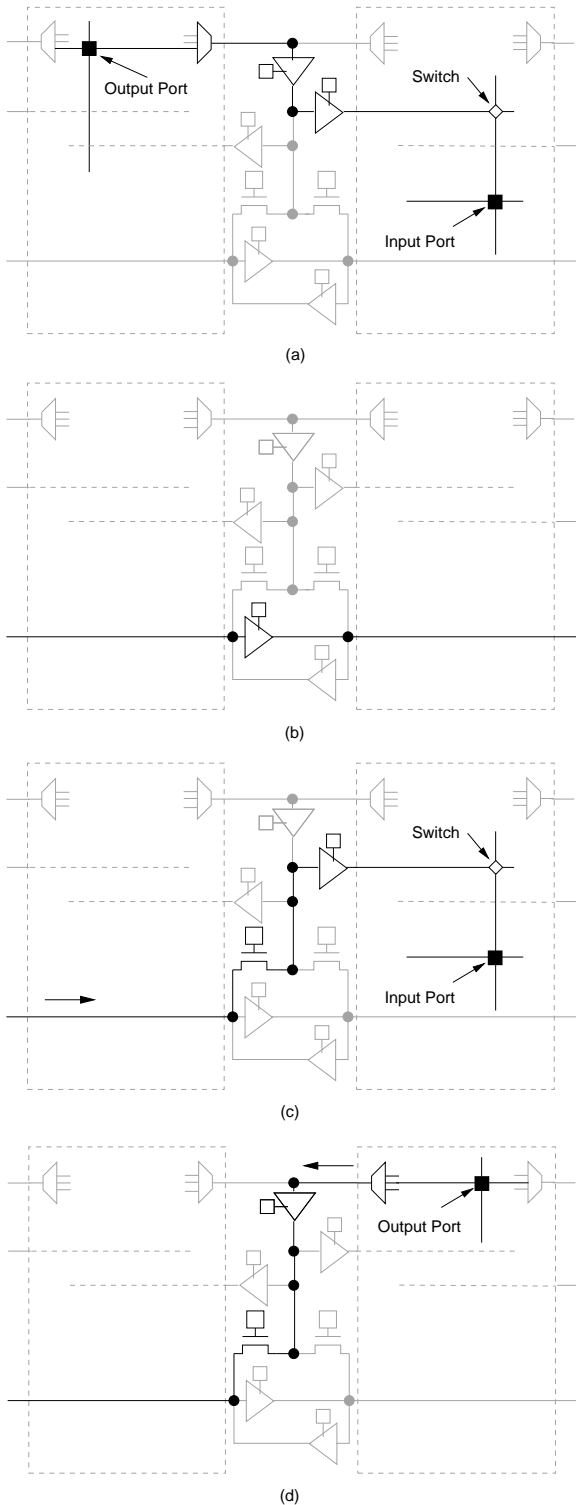 Output Port
Switch
Input Port
(a)
(b)
Switch
Input Port
(c)
Output Port
(d)